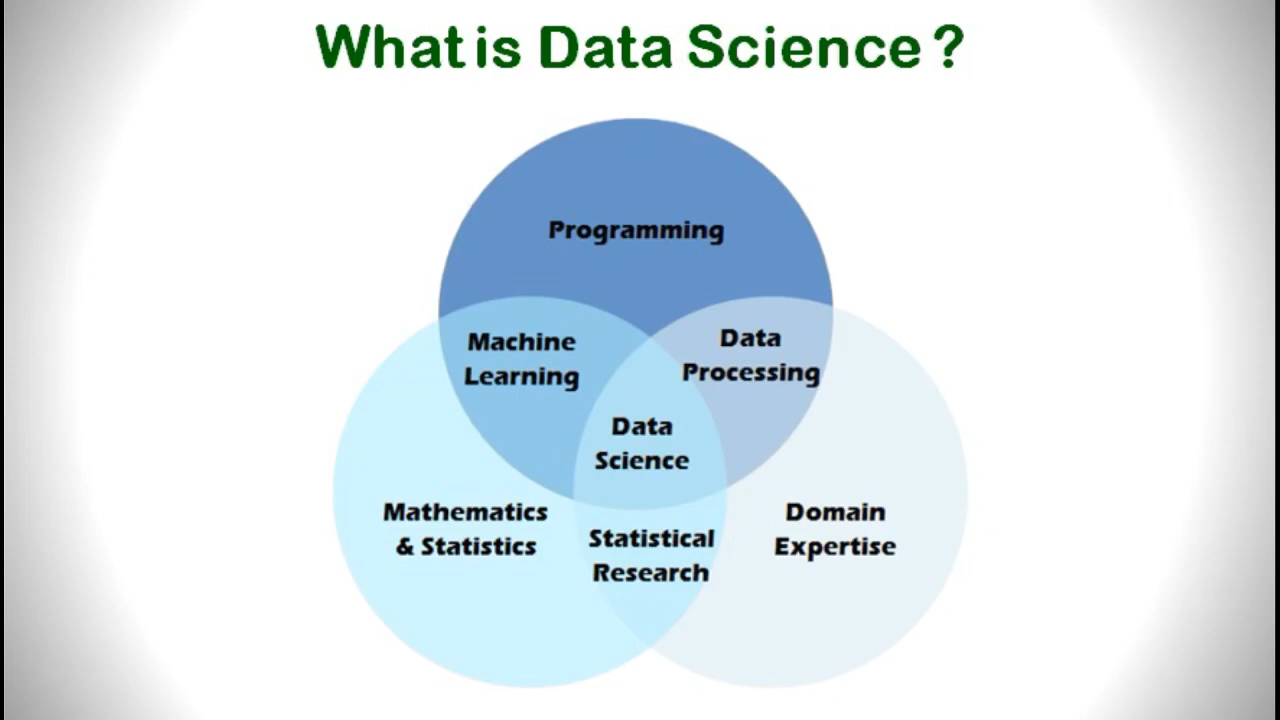 What is Data Science ?
Programming
Machine
Learning
Data
Processing
Data
Science
Mathematics
& Statistics
Statistical
Research
Domain
Expertise